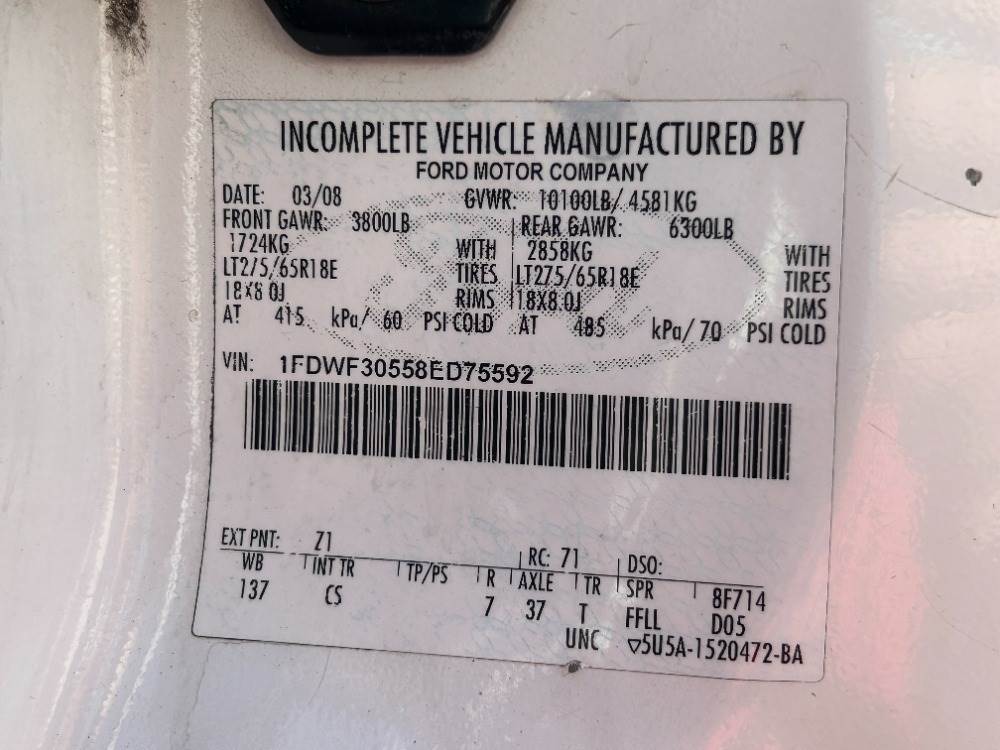 INCOMPLETE VEHICLE MANUFACTURED BY
FORD MOTOR COMPANY
DATE: 03/08 GVWR: 10100LB/ 4581KG
FRONT GAWR: 3800LB REAR GAWR: 6300LB
1724KG WITH 2858KG WITH
LT275/65R18E TIRES LT275/65R18E TIRES
18X8.0J RIMS 18X8.0J RIMS
AT 415 kPa/ 60 PSI COLD AT 485 kPa/ 70 PSI COLD
VIN: 1FDWF30558ED75592
EXT PNT: Z1 RC: 71 DSO:
WB INT TR TP/PS R AXLE TR SPR 8F714
137 CS 7 37 T FFLL D05
UNC ▽5U5A-1520472-BA